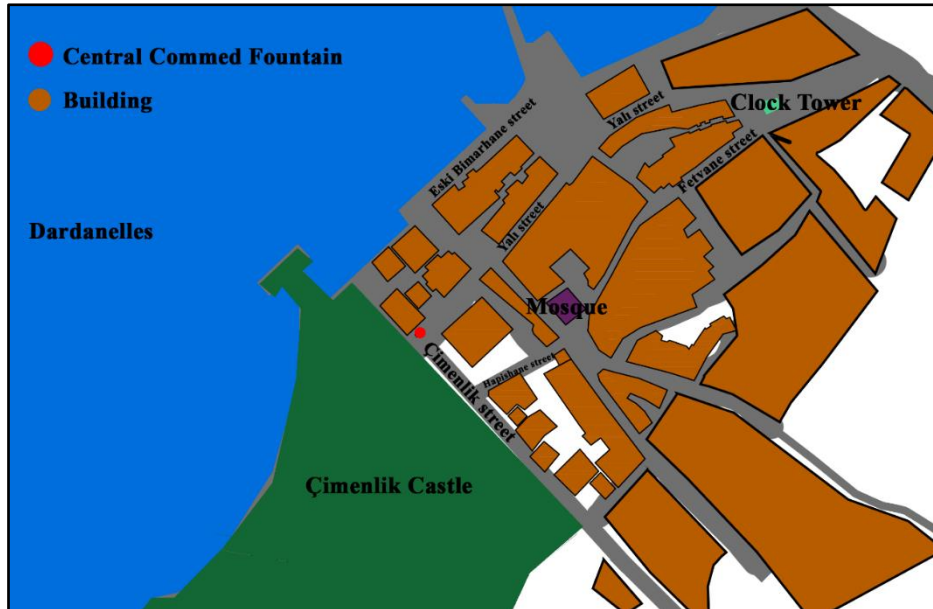 Central Commed Fountain
Building
Clock Tower
Yalı street
Eski Bimarhane street
Fetvane street
Dardanelles
Yalı street
Mosque
Hapishane street
Çimenlik street
Çimenlik Castle